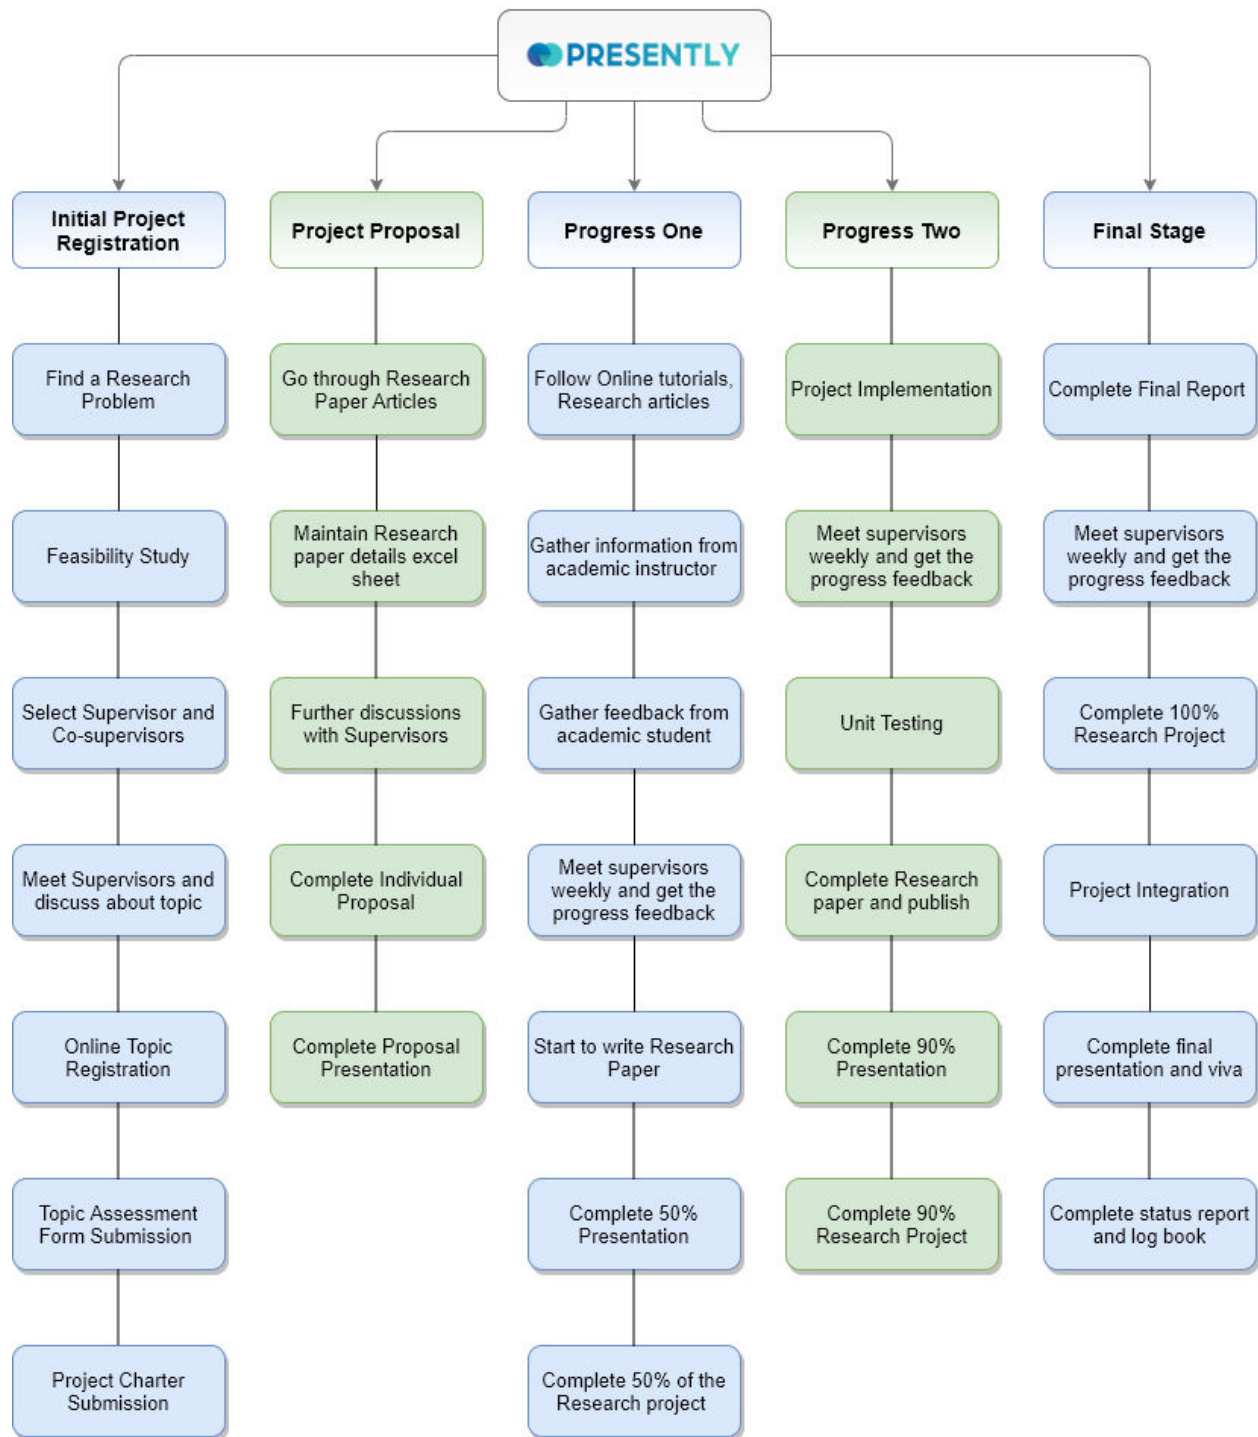 PRESENTLY
Initial Project
Registration
Find a Research
Problem
Feasibility Study
Select Supervisor and
Co-supervisors
Meet Supervisors and
discuss about topic
Online Topic
Registration
Topic Assessment
Form Submission
Project Charter
Submission
Project Proposal
Go through Research
Paper Articles
Maintain Research
paper details excel
sheet
Further discussions
with Supervisors
Complete Individual
Proposal
Complete Proposal
Presentation
Progress One
Follow Online tutorials,
Research articles
Gather information from
academic instructor
Gather feedback from
academic student
Meet supervisors
weekly and get the
progress feedback
Start to write Research
Paper
Complete 50%
Presentation
Complete 50% of the
Research project
Progress Two
Project Implementation
Meet supervisors
weekly and get the
progress feedback
Unit Testing
Complete Research
paper and publish
Complete 90%
Presentation
Complete 90%
Research Project
Final Stage
Complete Final Report
Meet supervisors
weekly and get the
progress feedback
Complete 100%
Research Project
Project Integration
Complete final
presentation and viva
Complete status report
and log book